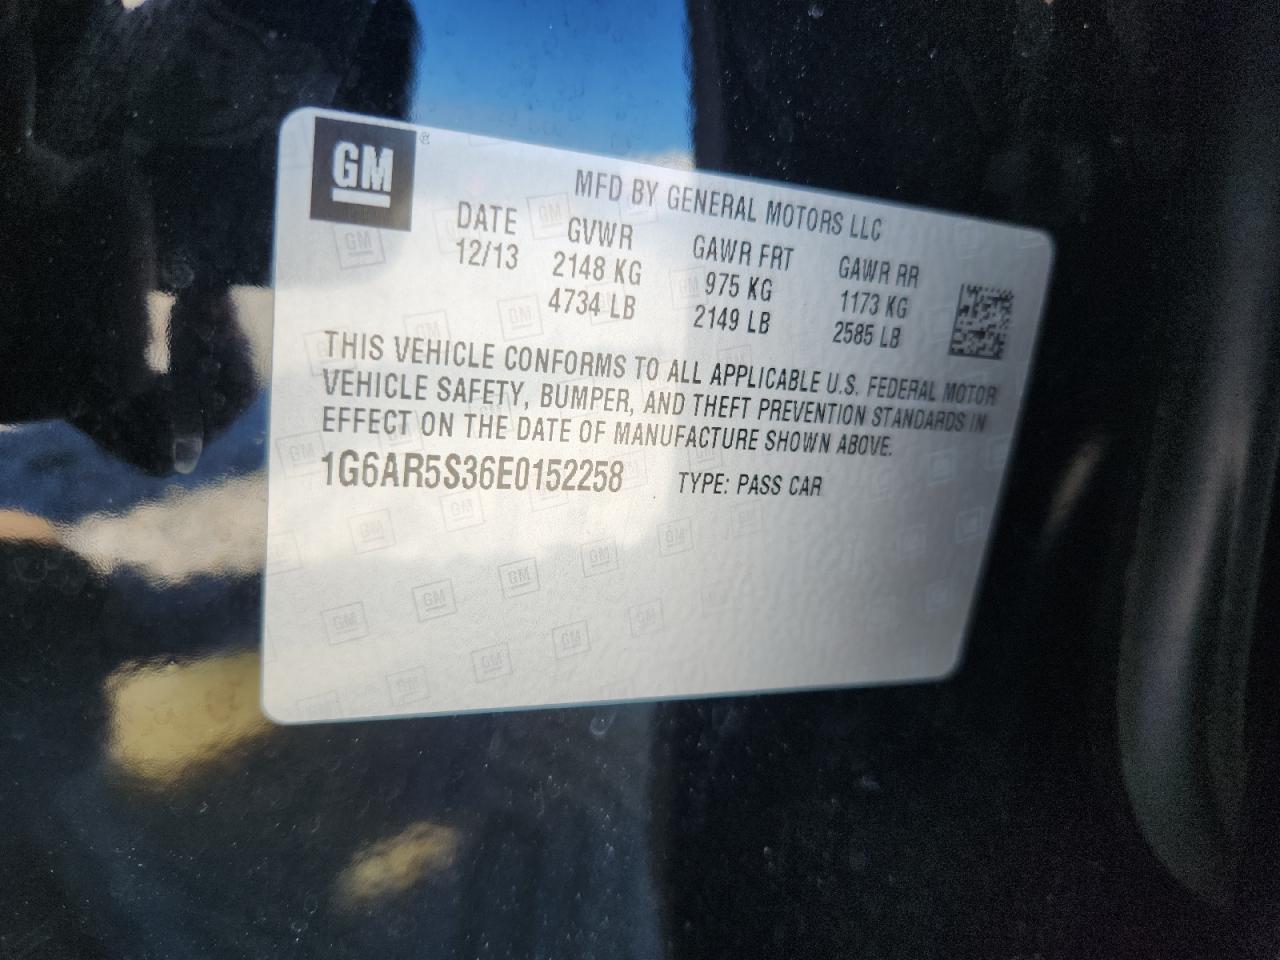 GM
MFD BY GENERAL MOTORS LLC
DATE GVWR GAWR FRT GAWR RR
12/13 2148 KG 975 KG 1173 KG
4734 LB 2149 LB 2585 LB
THIS VEHICLE CONFORMS TO ALL APPLICABLE U.S. FEDERAL MOTOR
VEHICLE SAFETY, BUMPER, AND THEFT PREVENTION STANDARDS IN
EFFECT ON THE DATE OF MANUFACTURE SHOWN ABOVE.
1G6AR5S36E0152258 TYPE: PASS CAR